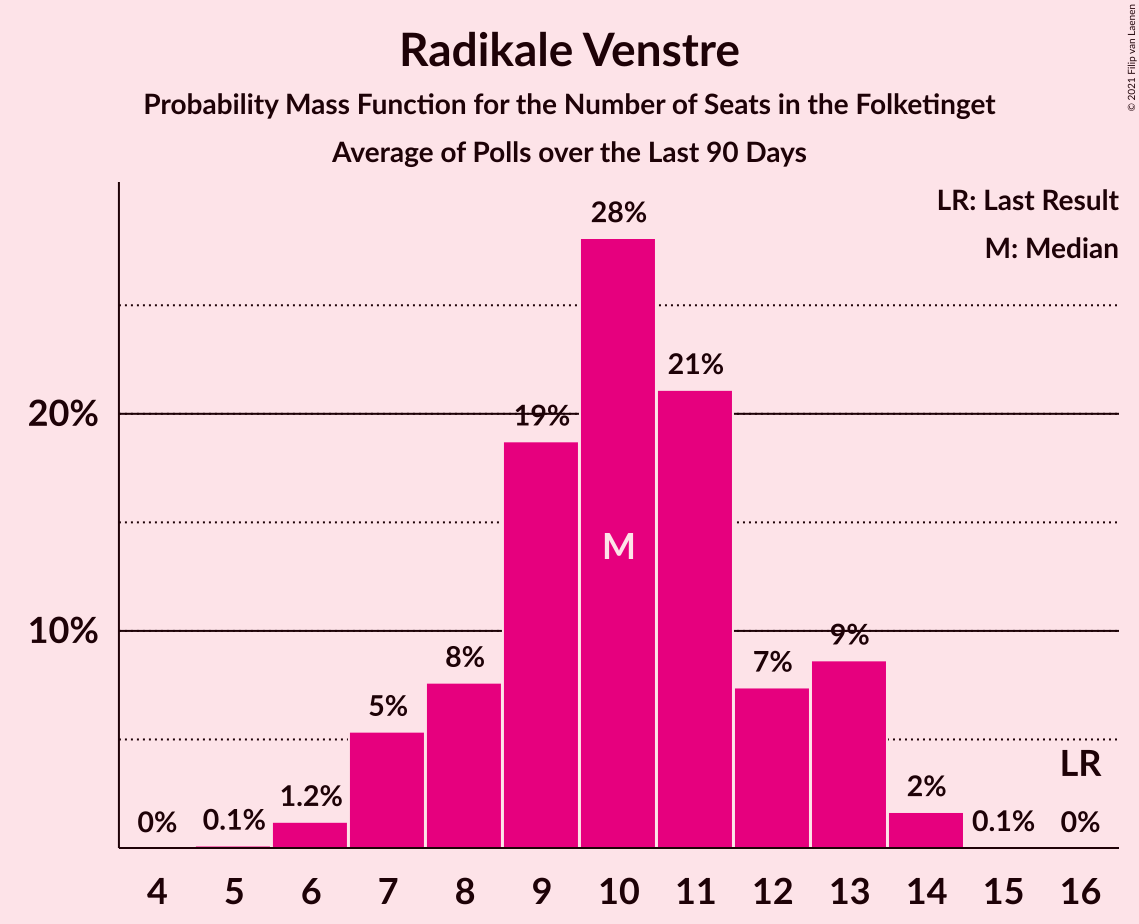 Radikale Venstre
Probability Mass Function for the Number of Seats in the Folketinget
Average of Polls over the Last 90 Days
© 2021 Filip van Laenen
LR: Last Result
M: Median
28%
21%
20%
19%
M
10%
9%
8%
7%
5%
LR
2%
1.2%
0%
0.1%
0.1%
0%
4 5 6 7 8 9 10 11 12 13 14 15 16